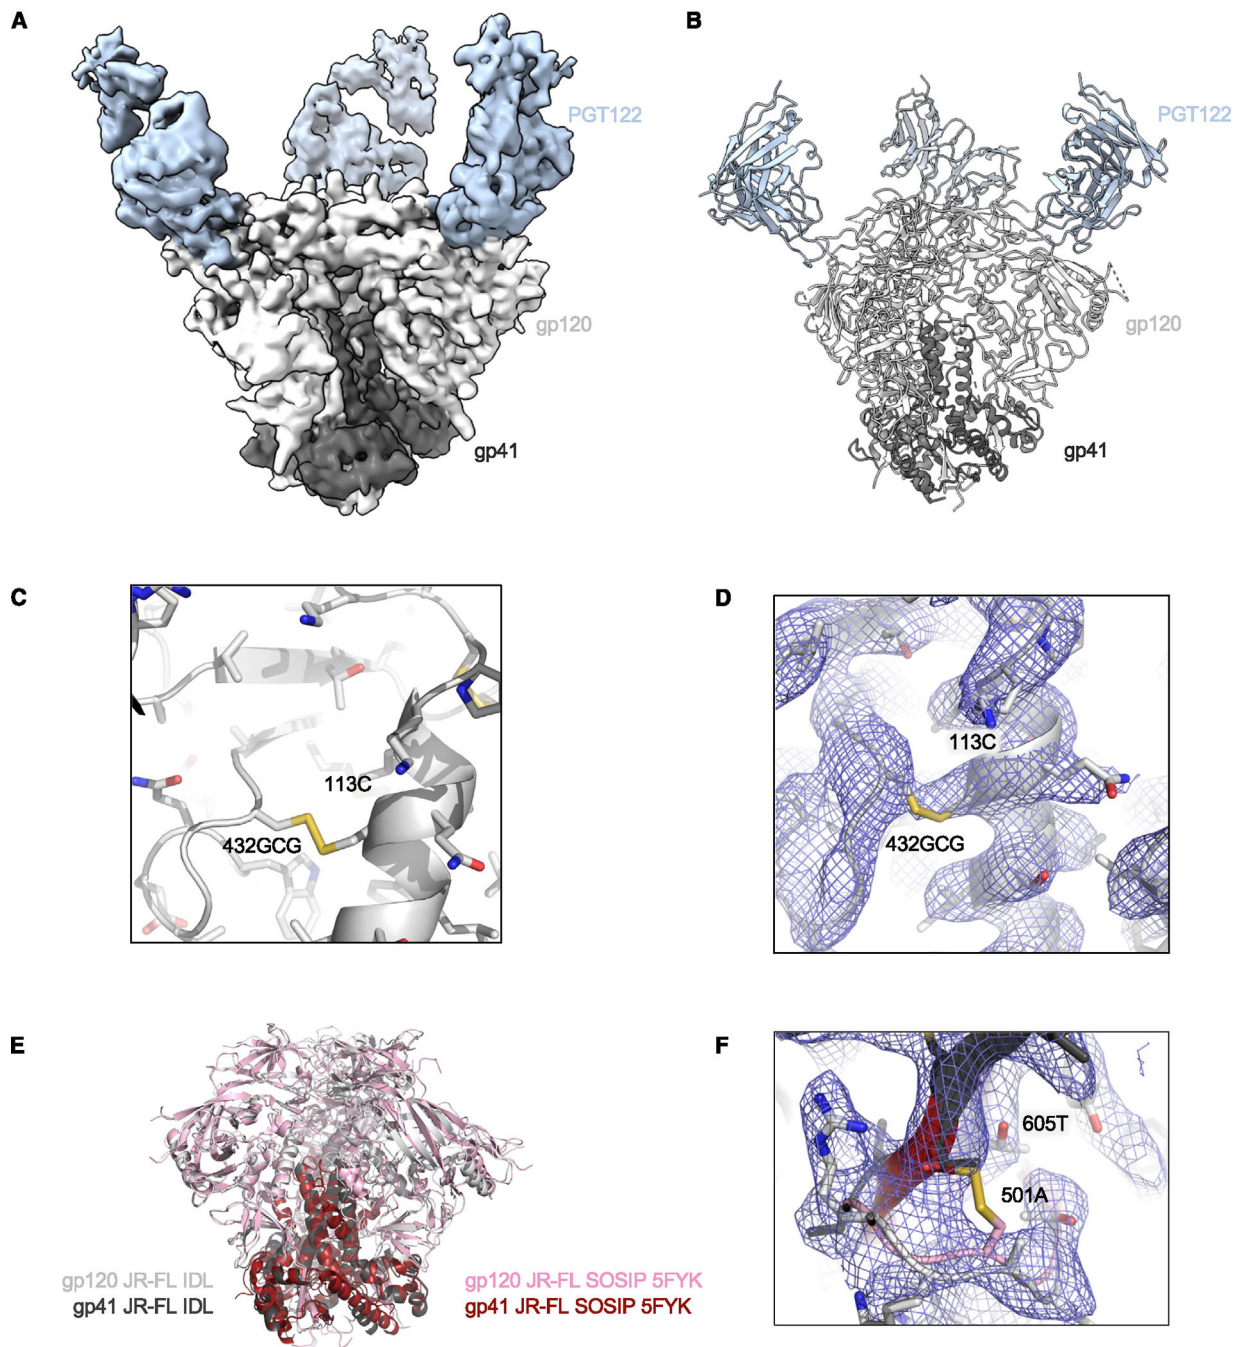 A
B
PGT122
PGT122
gp120
gp120
gp41
gp41
C
D
113C
432GCG
113C
432GCG
E
F
605T
501A
gp120 JR-FL IDL
gp41 JR-FL IDL
gp120 JR-FL SOSIP 5FYK
gp41 JR-FL SOSIP 5FYK